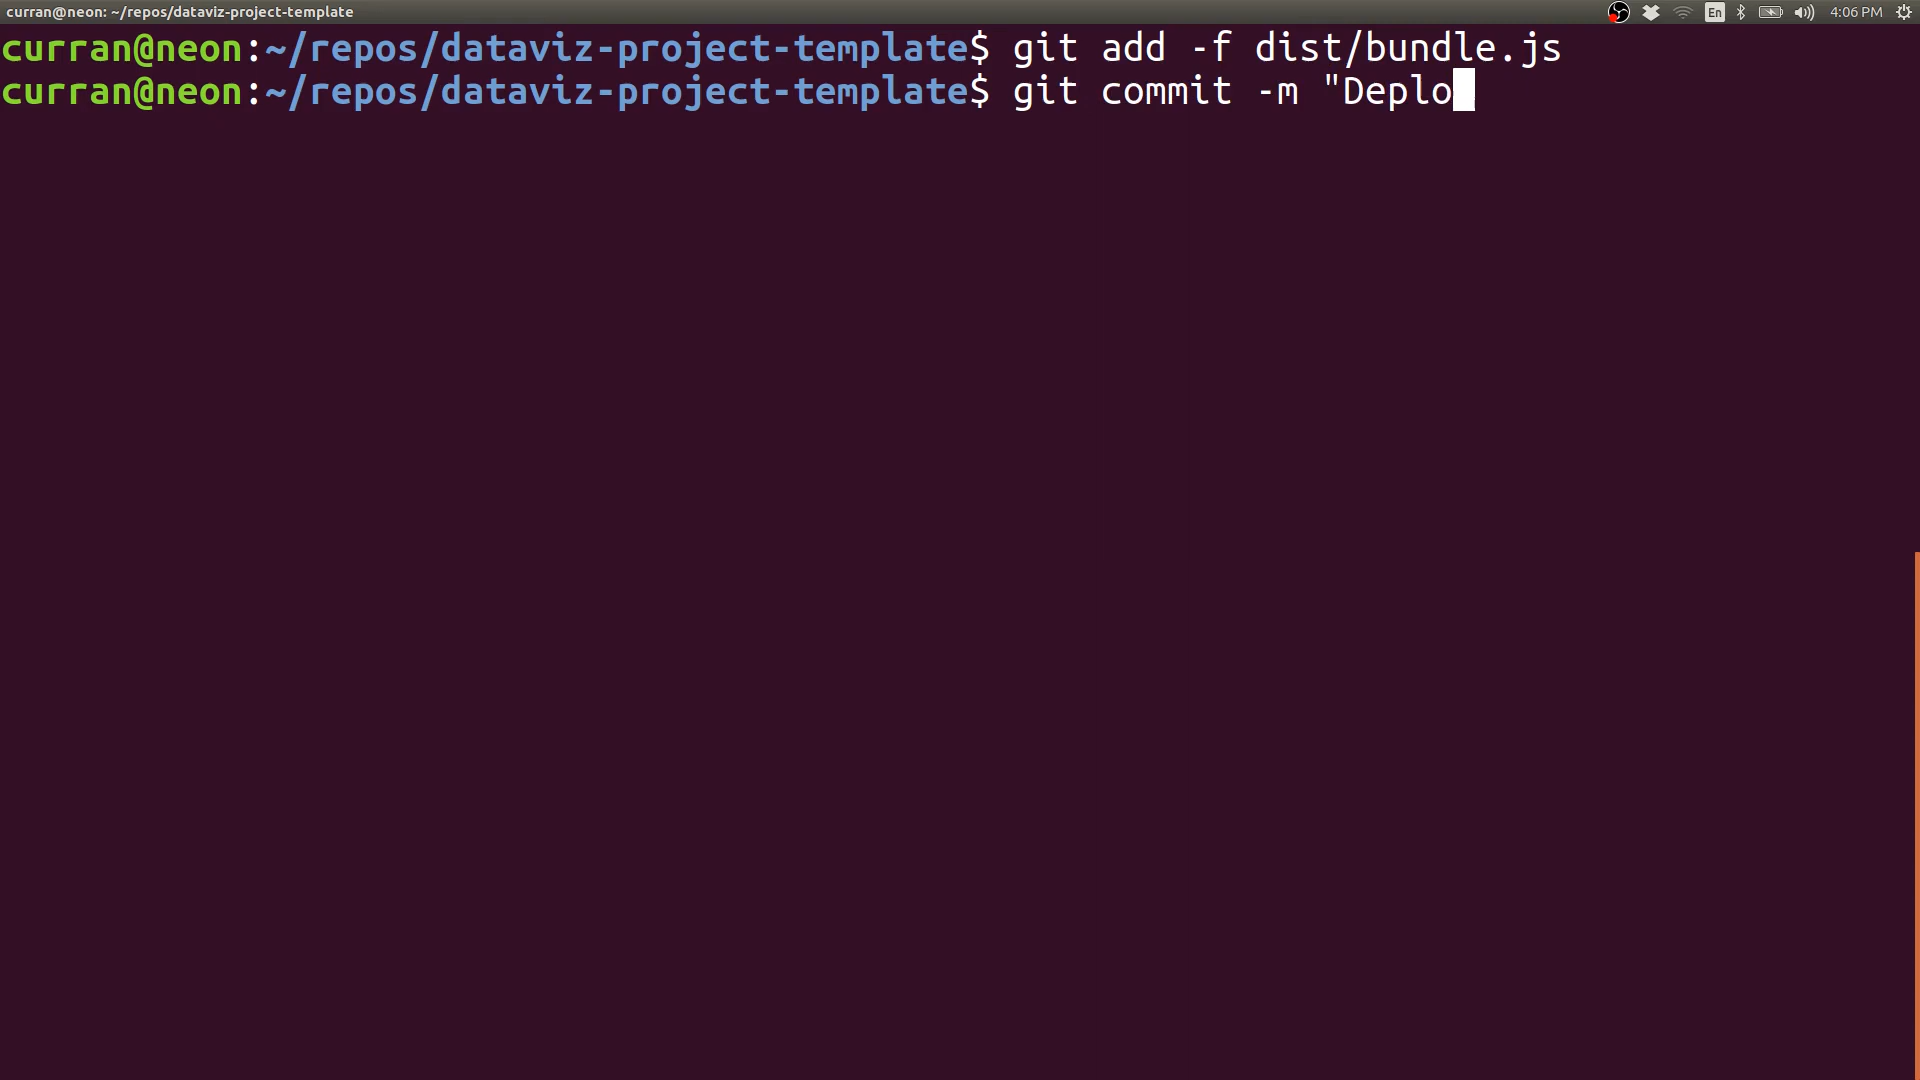 curran@neon: ~/repos/dataviz-project-template En 4:06 PM
curran@neon:~/repos/dataviz-project-template$ git add -f dist/bundle.js
curran@neon:~/repos/dataviz-project-template$ git commit -m "Deplo